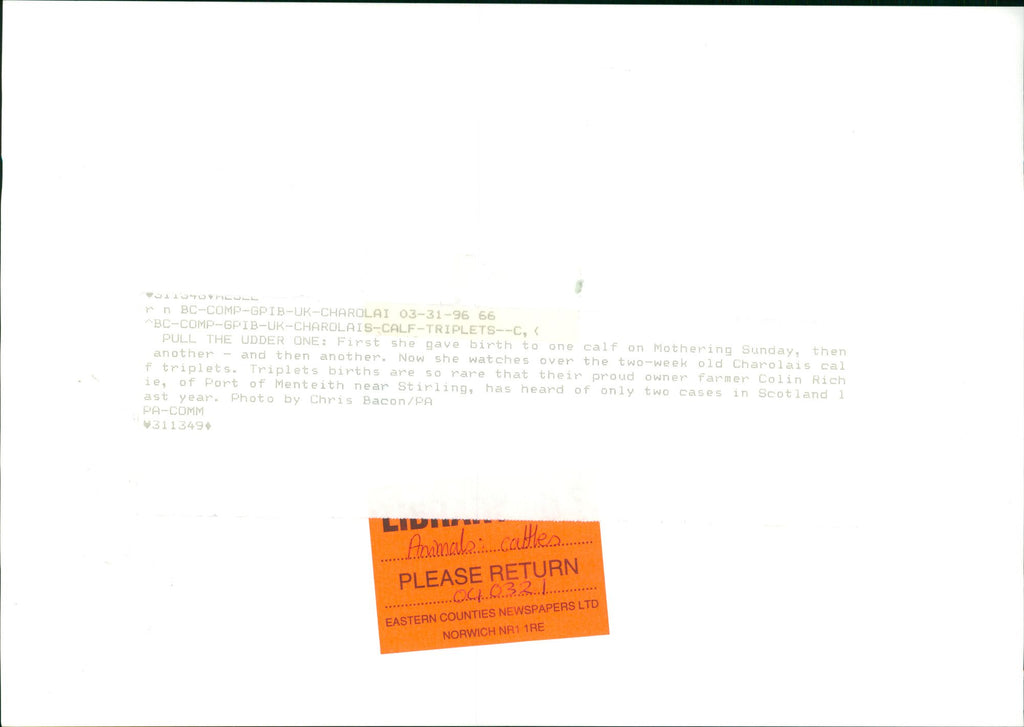 r n BC-COMP-GPIB-UK-CHAROLAI 03-31-96 66
^BC-COMP-GPIB-UK-CHAROLAIS-CALF-TRIPLETS--C,<
PULL THE UDDER ONE: First she gave birth to one calf on Mothering Sunday, then
another - and then another. Now she watches over the two-week old Charolais cal
f triplets. Triplets births are so rare that their proud owner farmer Colin Rich
ie, of Port of Menteith near Stirling, has heard of only two cases in Scotland l
ast year. Photo by Chris Bacon/PA
PA-COMM
♥311349♦
Animals: cattles
PLEASE RETURN
040321
EASTERN COUNTIES NEWSPAPERS LTD
NORWICH NR1 1RE